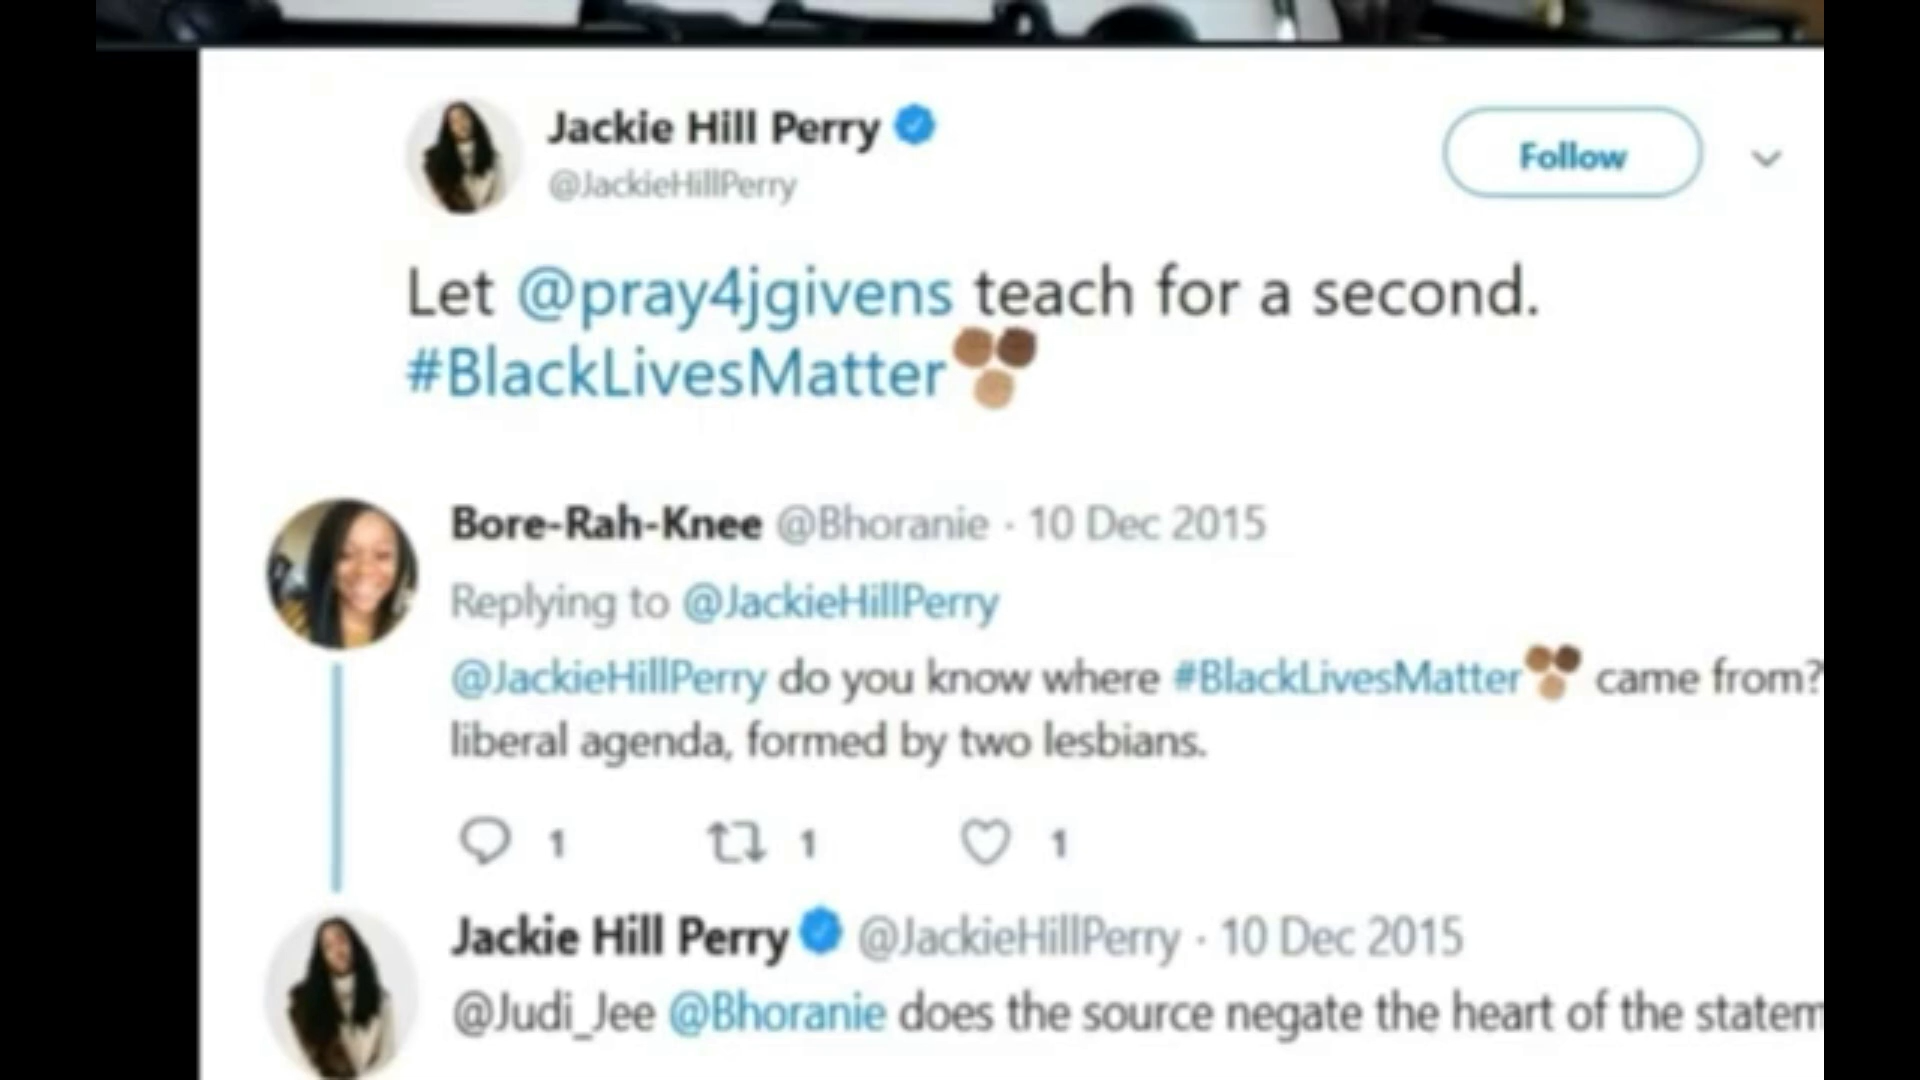 Jackie Hill Perry
@JackieHillPerry
Follow
Let @pray4jgivens teach for a second.
#BlackLivesMatter
Bore-Rah-Knee @Bhoranie · 10 Dec 2015
Replying to @JackieHillPerry
@JackieHillPerry do you know where #BlackLivesMatter came from?
liberal agenda, formed by two lesbians.
1 1 1
Jackie Hill Perry @JackieHillPerry · 10 Dec 2015
@Judi_Jee @Bhoranie does the source negate the heart of the statem